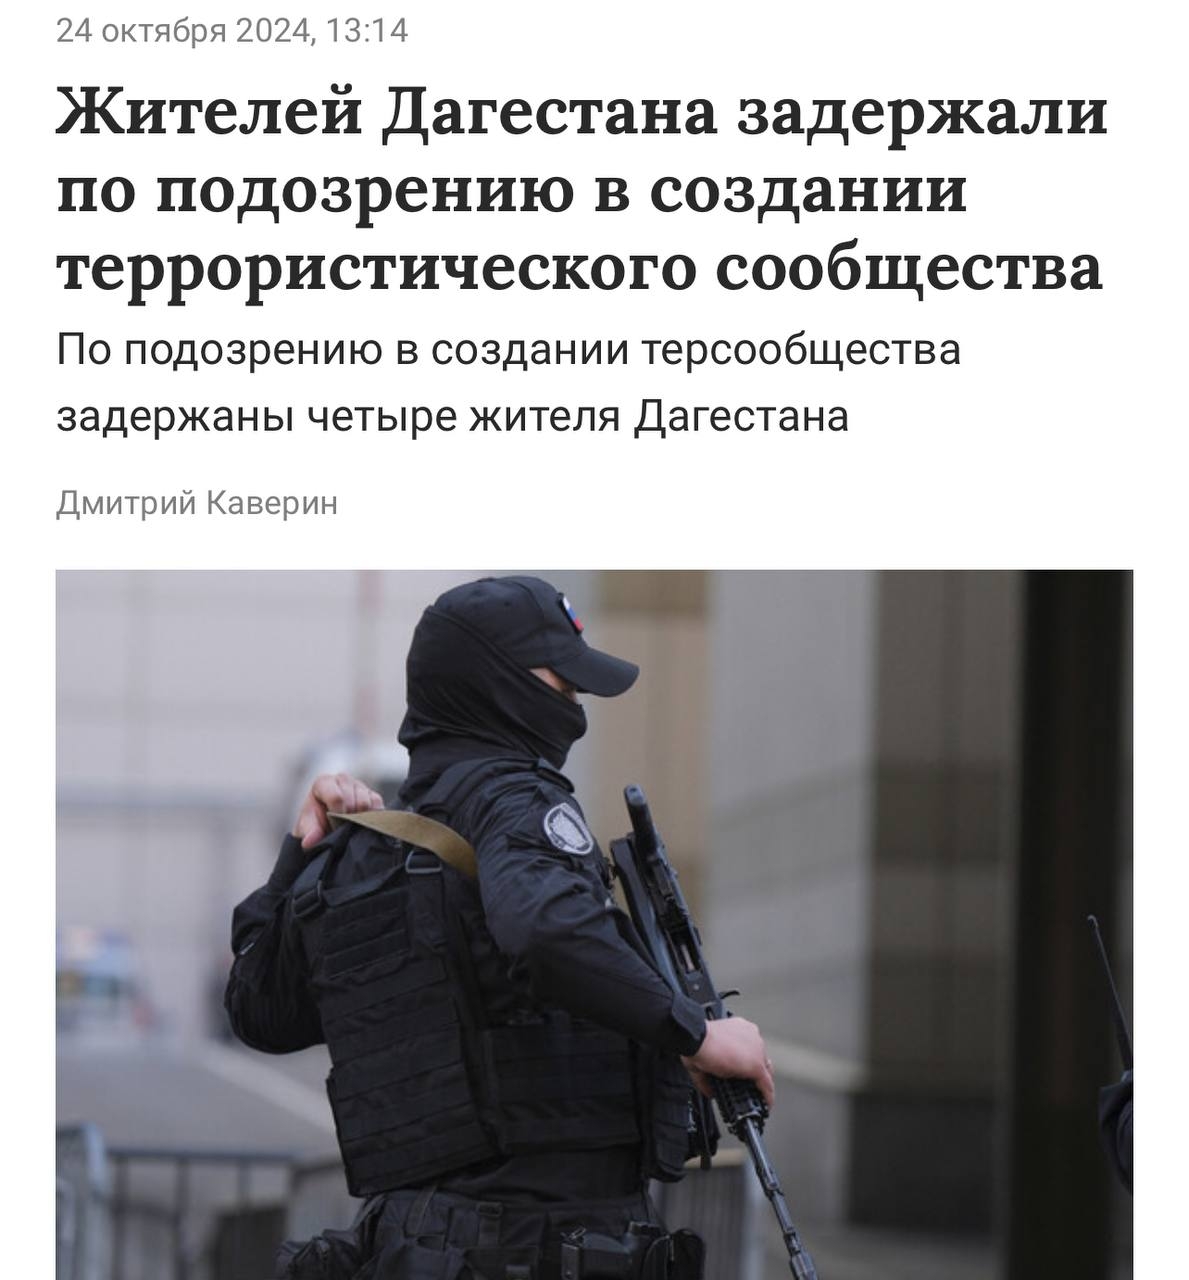 24 октября 2024, 13:14
Жителей Дагестана задержали
по подозрению в создании
террористического сообщества
По подозрению в создании терсообщества
задержаны четыре жителя Дагестана
Дмитрий Каверин